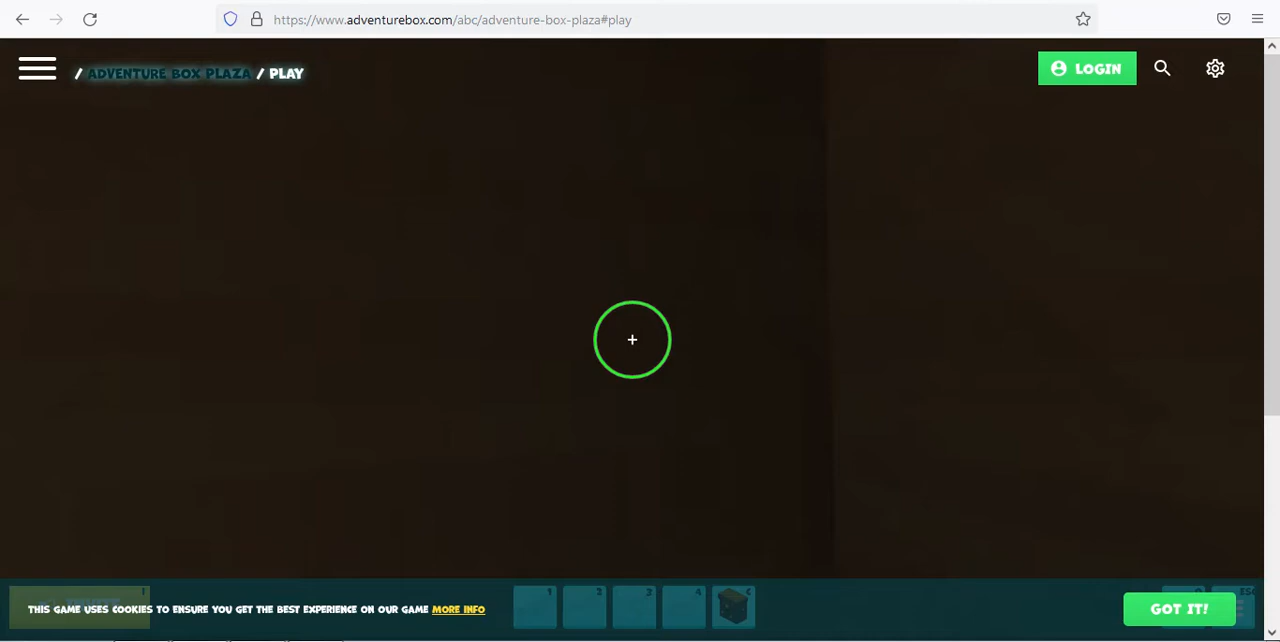 https://www.adventurebox.com/abc/adventure-box-plaza#play
/ ADVENTURE BOX PLAZA / PLAY
LOGIN
I
1
2
3
4
C
ESC
THIS GAME USES COOKIES TO ENSURE YOU GET THE BEST EXPERIENCE ON OUR GAME MORE INFO
GOT IT!